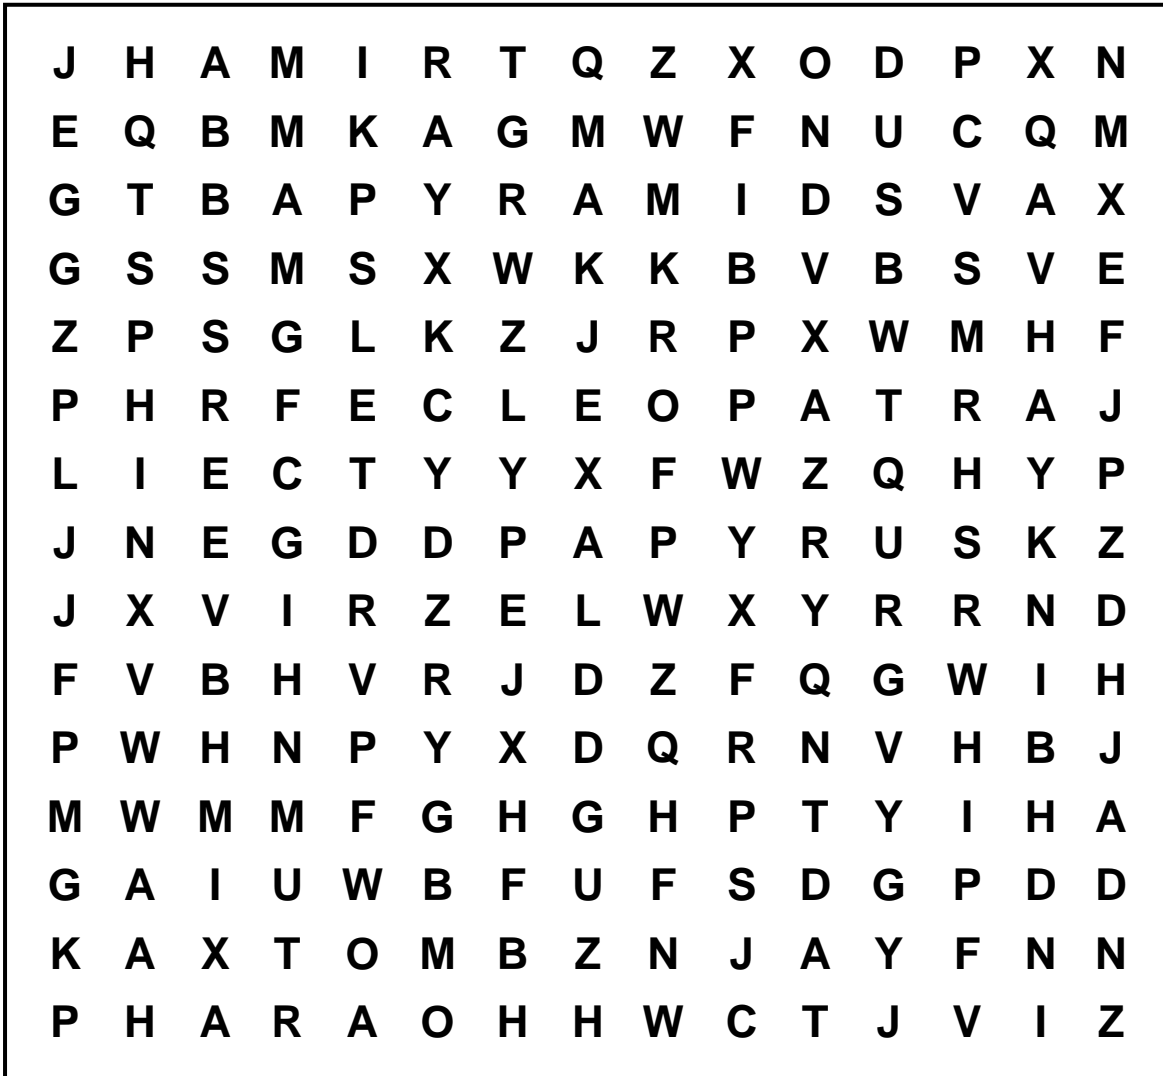 J H A M I R T Q Z X O D P X N
E Q B M K A G M W F N U C Q M
G T B A P Y R A M I D S V A X
G S S M S X W K K B V B S V E
Z P S G L K Z J R P X W M H F
P H R F E C L E O P A T R A J
L I E C T Y Y X F W Z Q H Y P
J N E G D D P A P Y R U S K Z
J X V I R Z E L W X Y R R N D
F V B H V R J D Z F Q G W I H
P W H N P Y X D Q R N V H B J
M W M M F G H G H P T Y I H A
G A I U W B F U F S D G P D D
K A X T O M B Z N J A Y F N N
P H A R A O H H W C T J V I Z